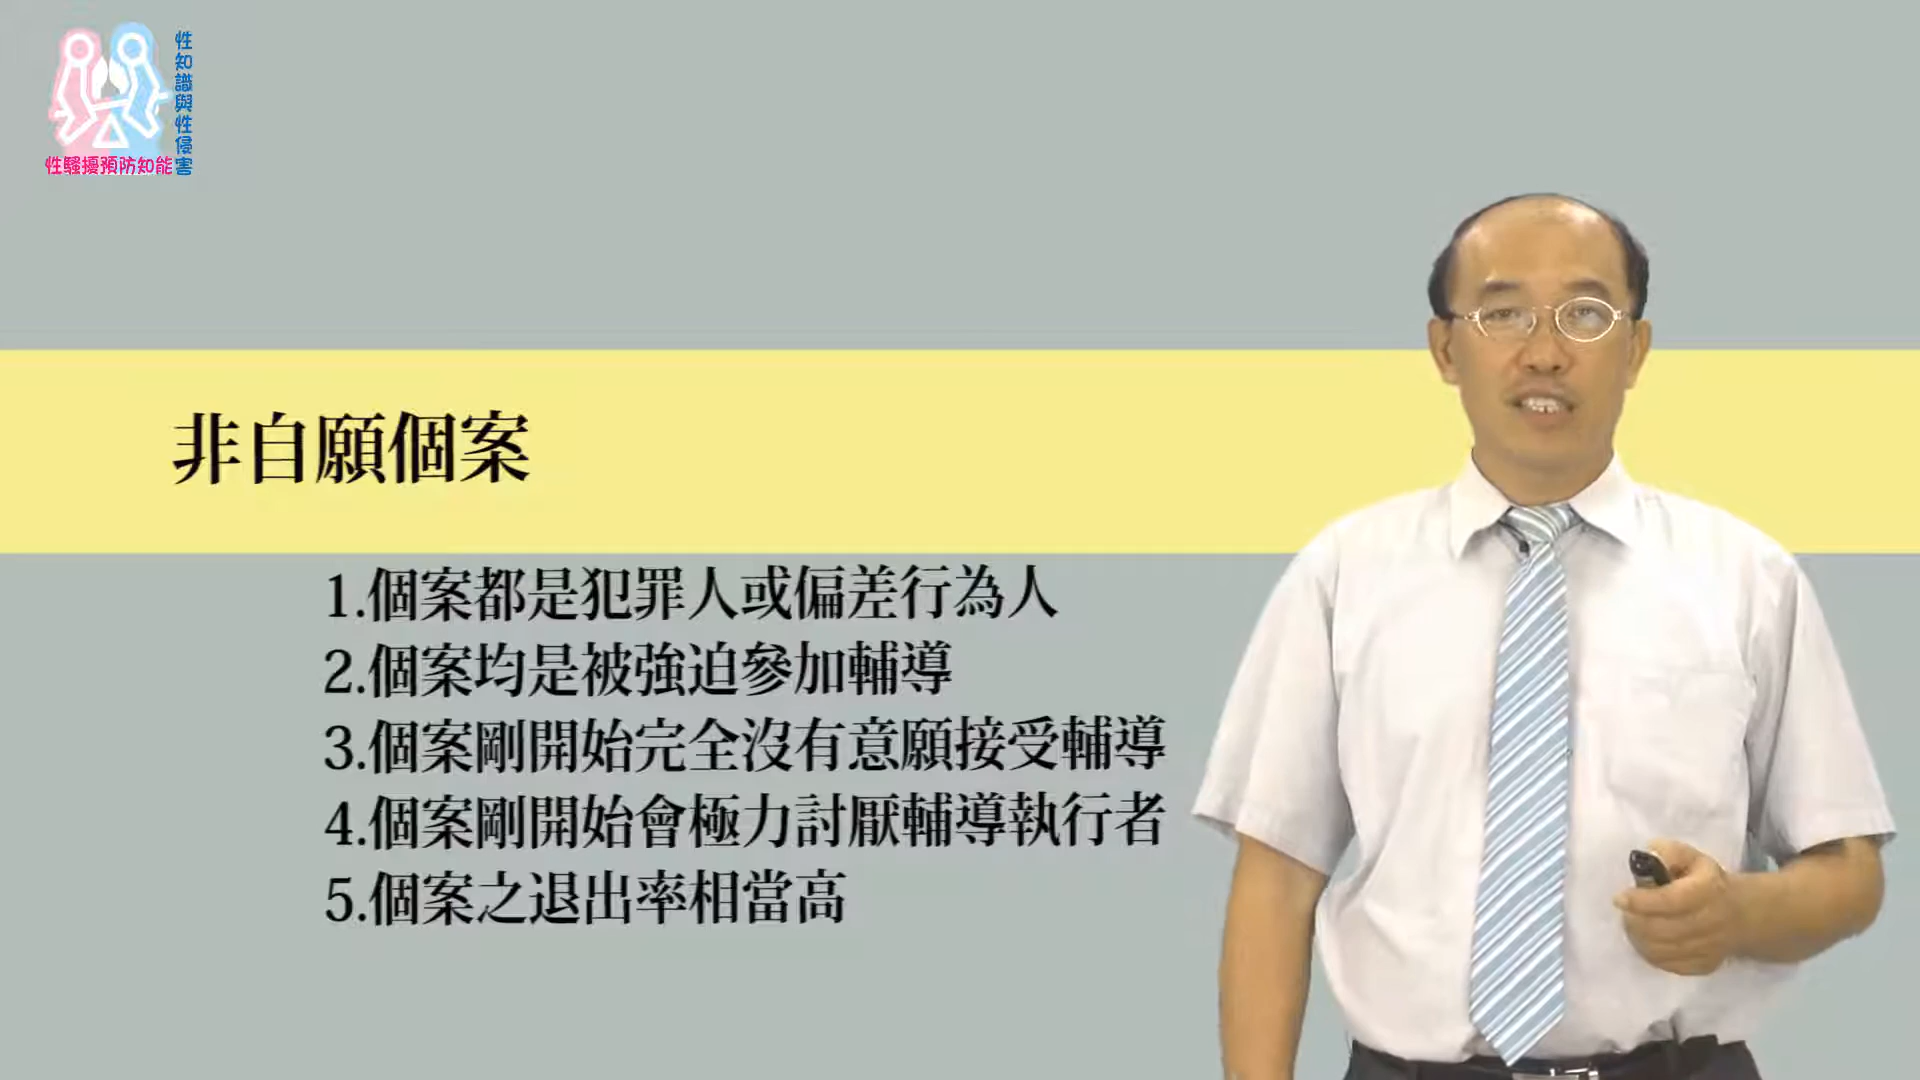 性知識與性侵害
性騷擾預防知能
非自願個案
1.個案都是犯罪人或偏差行為人
2.個案均是被強迫參加輔導
3.個案剛開始完全沒有意願接受輔導
4.個案剛開始會極力討厭輔導執行者
5.個案之退出率相當高